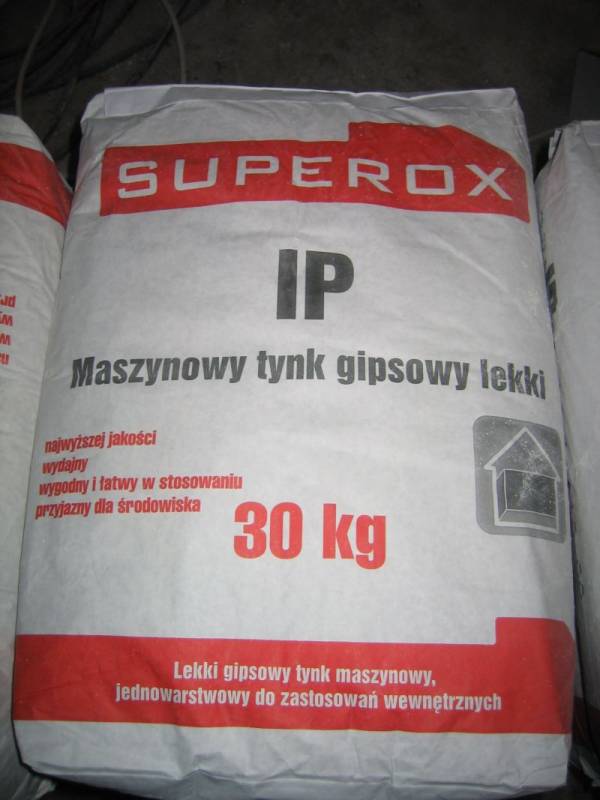 SUPEROX
IP
Maszynowy tynk gipsowy lekki
najwyższej jakości
wydajny
wygodny i łatwy w stosowaniu
przyjazny dla środowiska
30 kg
Lekki gipsowy tynk maszynowy,
jednowarstwowy do zastosowań wewnętrznych